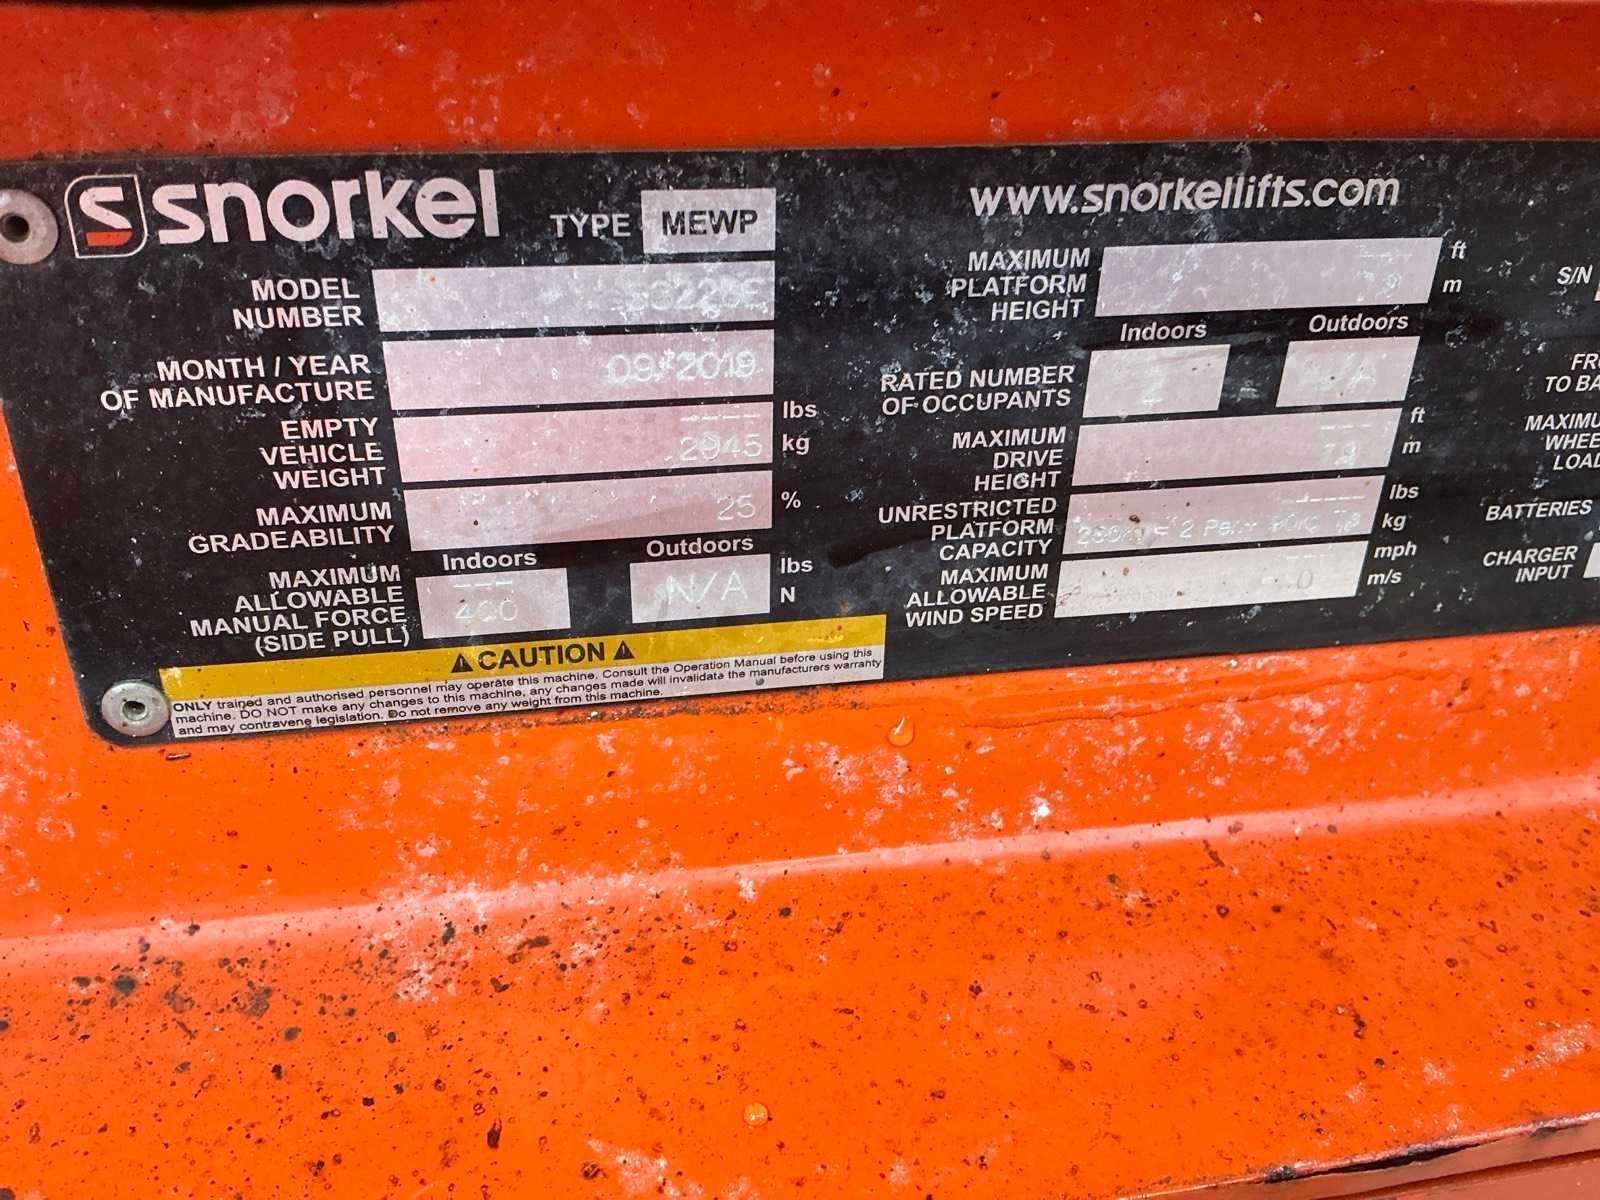 snorkel
TYPE MEWP
MODEL NUMBER
MONTH / YEAR OF MANUFACTURE 09/2019
EMPTY VEHICLE WEIGHT ---- lbs
2945 kg
MAXIMUM GRADEABILITY 25 %
Indoors Outdoors
MAXIMUM ALLOWABLE MANUAL FORCE (SIDE PULL) --- lbs
400 N/A N
CAUTION
ONLY trained and authorised personnel may operate this machine. Consult the Operation Manual before using this
machine. DO NOT make any changes to this machine, any changes made will invalidate the manufacturers warranty
and may contravene legislation. Do not remove any weight from this machine.
www.snorkellifts.com
MAXIMUM PLATFORM HEIGHT --- ft
m
Indoors Outdoors
RATED NUMBER OF OCCUPANTS 2 N/A
MAXIMUM DRIVE HEIGHT --- ft
m
UNRESTRICTED PLATFORM CAPACITY ----- lbs
kg
MAXIMUM ALLOWABLE WIND SPEED --- mph
0 m/s
S/N
TO
MAXIMUM
WHEEL
LOAD
BATTERIES
CHARGER
INPUT